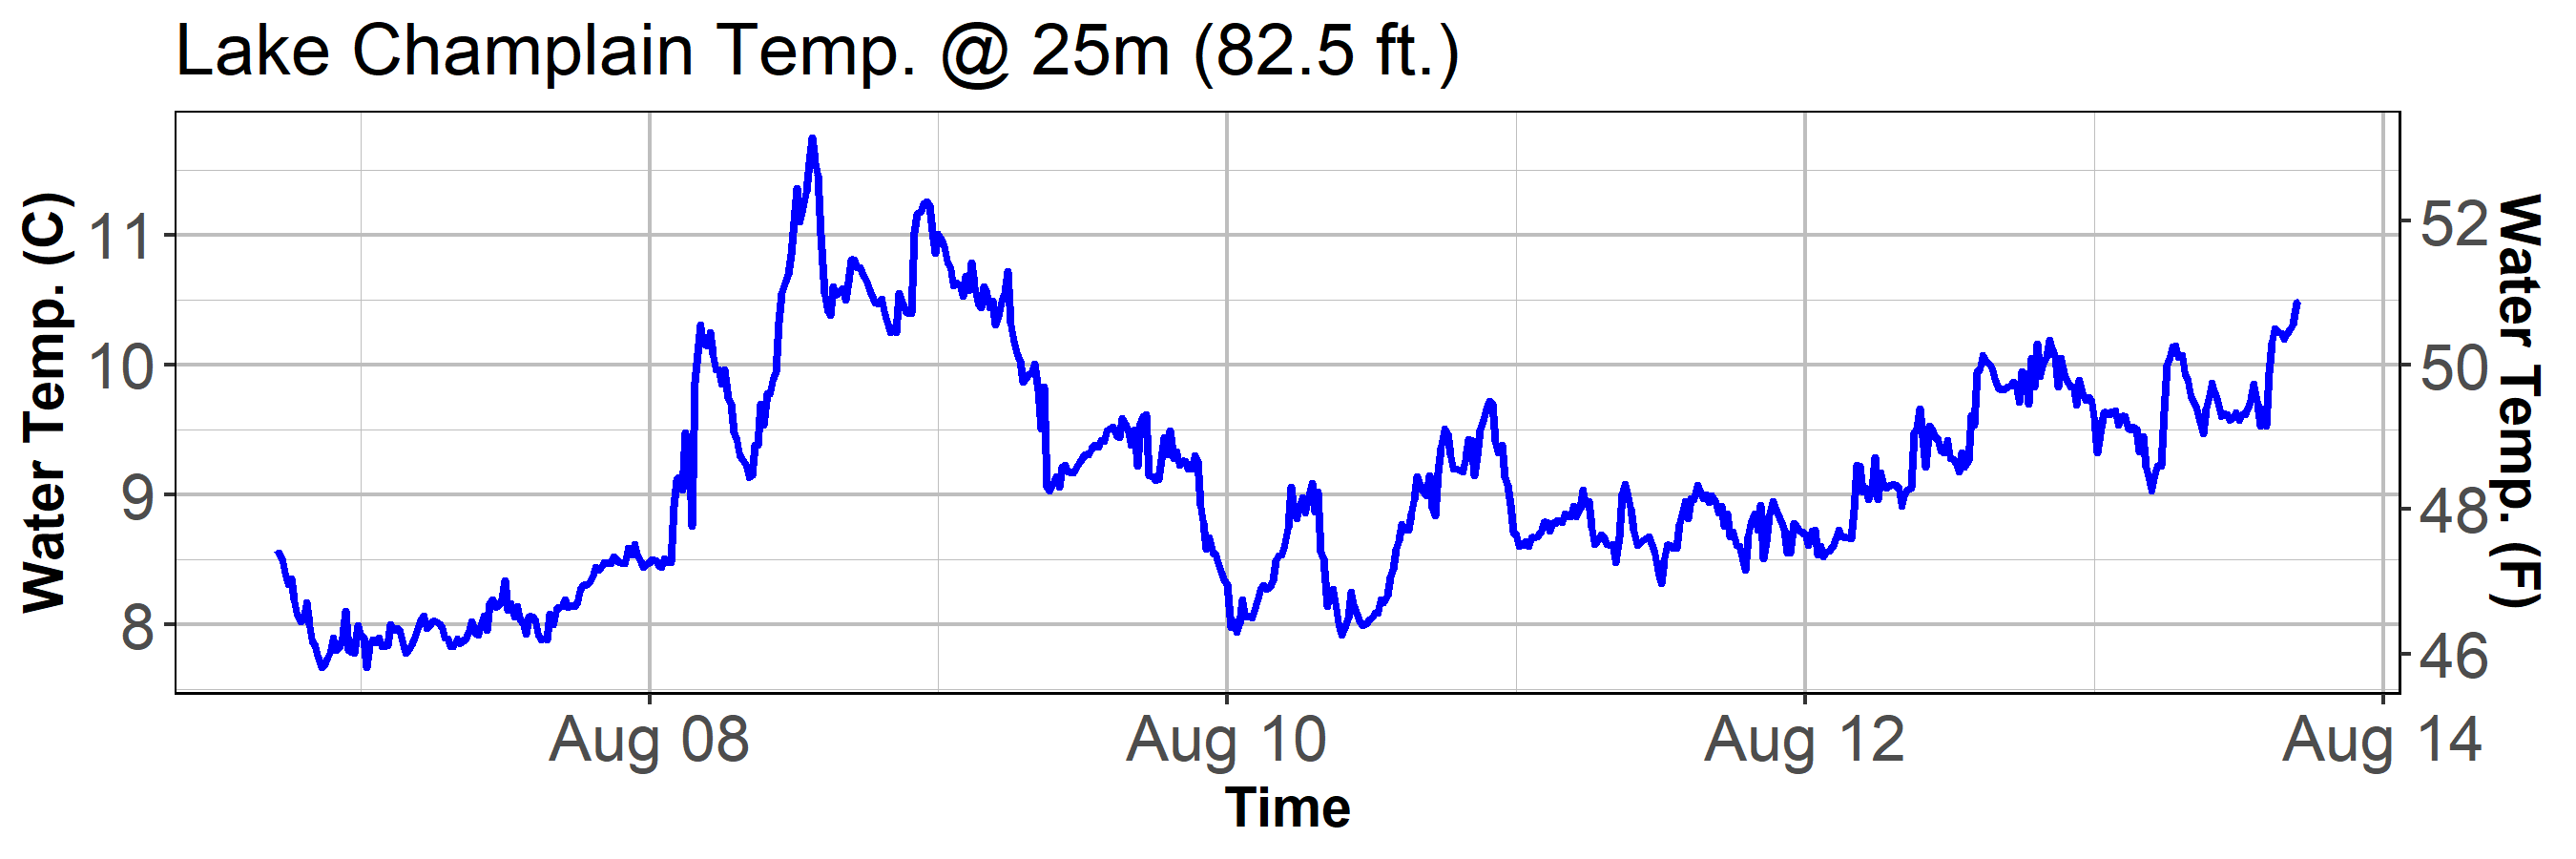 Lake Champlain Temp. @ 25m (82.5 ft.)
Water Temp. (C)
11
10
9
8
52
50
48
46
Water Temp. (F)
Aug 08
Aug 10
Aug 12
Aug 14
Time